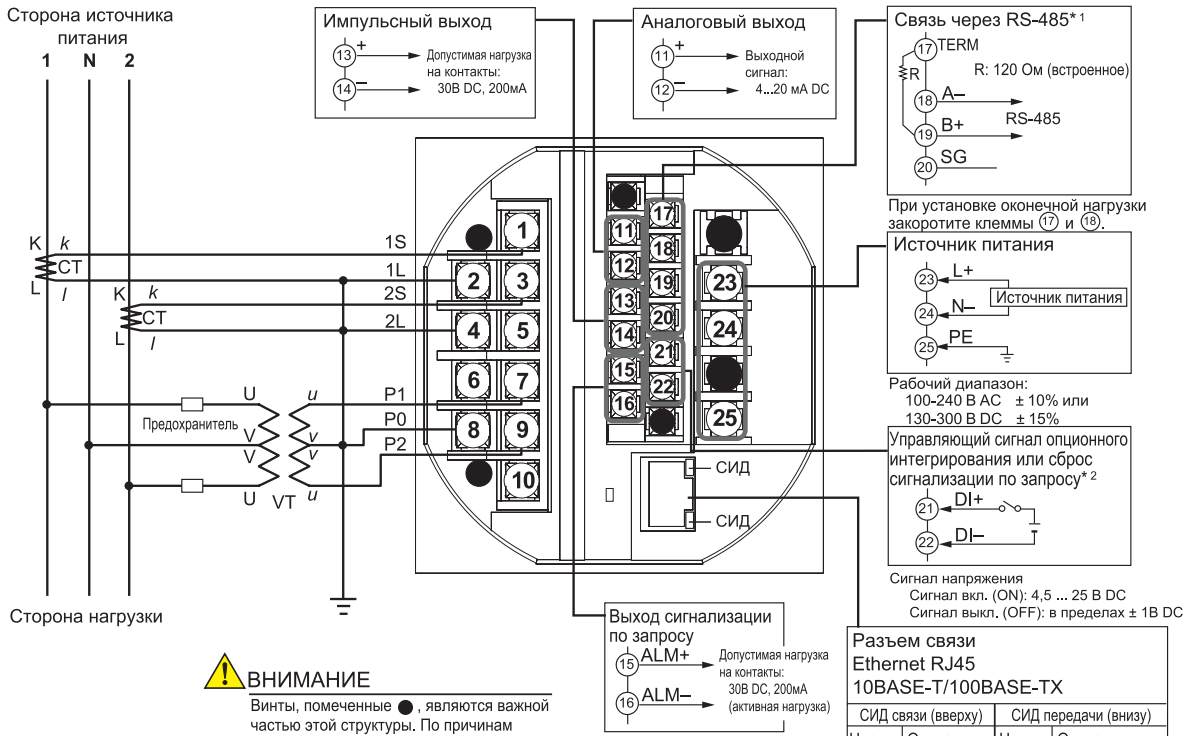 Сторона источника
питания
1 N 2
Импульсный выход
13 +
14 –
Допустимая нагрузка
на контакты:
30В DC, 200мА
Аналоговый выход
11 +
12 –
Выходной
сигнал:
4...20 мА DC
Связь через RS-485*1
17 TERM
R
R: 120 Ом (встроенное)
18 A–
19 B+
RS-485
20 SG
При установке оконечной нагрузки
закоротите клеммы 17 и 18.
Источник питания
23 L+
Источник питания
24 N–
25 PE
Рабочий диапазон:
100-240 В AC ± 10% или
130-300 В DC ± 15%
Управляющий сигнал опционного
интегрирования или сброс
сигнализации по запросу*2
21 DI+
22 DI–
Сигнал напряжения
Сигнал вкл. (ON): 4,5 ... 25 В DC
Сигнал выкл. (OFF): в пределах ± 1В DC
K k
CT
L l
K k
CT
L l
1S
1L
2S
2L
P1
P0
P2
U u
Предохранитель
V v
V v
U u
VT
1
2 3
4 5
6 7
8 9
10
11
12
13
14
15
16
17
18
19
20
21
22
23
24
25
СИД
СИД
Сторона нагрузки
Выход сигнализации
по запросу
15 ALM+
16 ALM–
Допустимая нагрузка
на контакты:
30В DC, 200мА
(активная нагрузка)
Разъем связи
Ethernet RJ45
10BASE-T/100BASE-TX
СИД связи (вверху) СИД передачи (внизу)
! ВНИМАНИЕ
Винты, помеченные ●, являются важной
частью этой структуры. По причинам